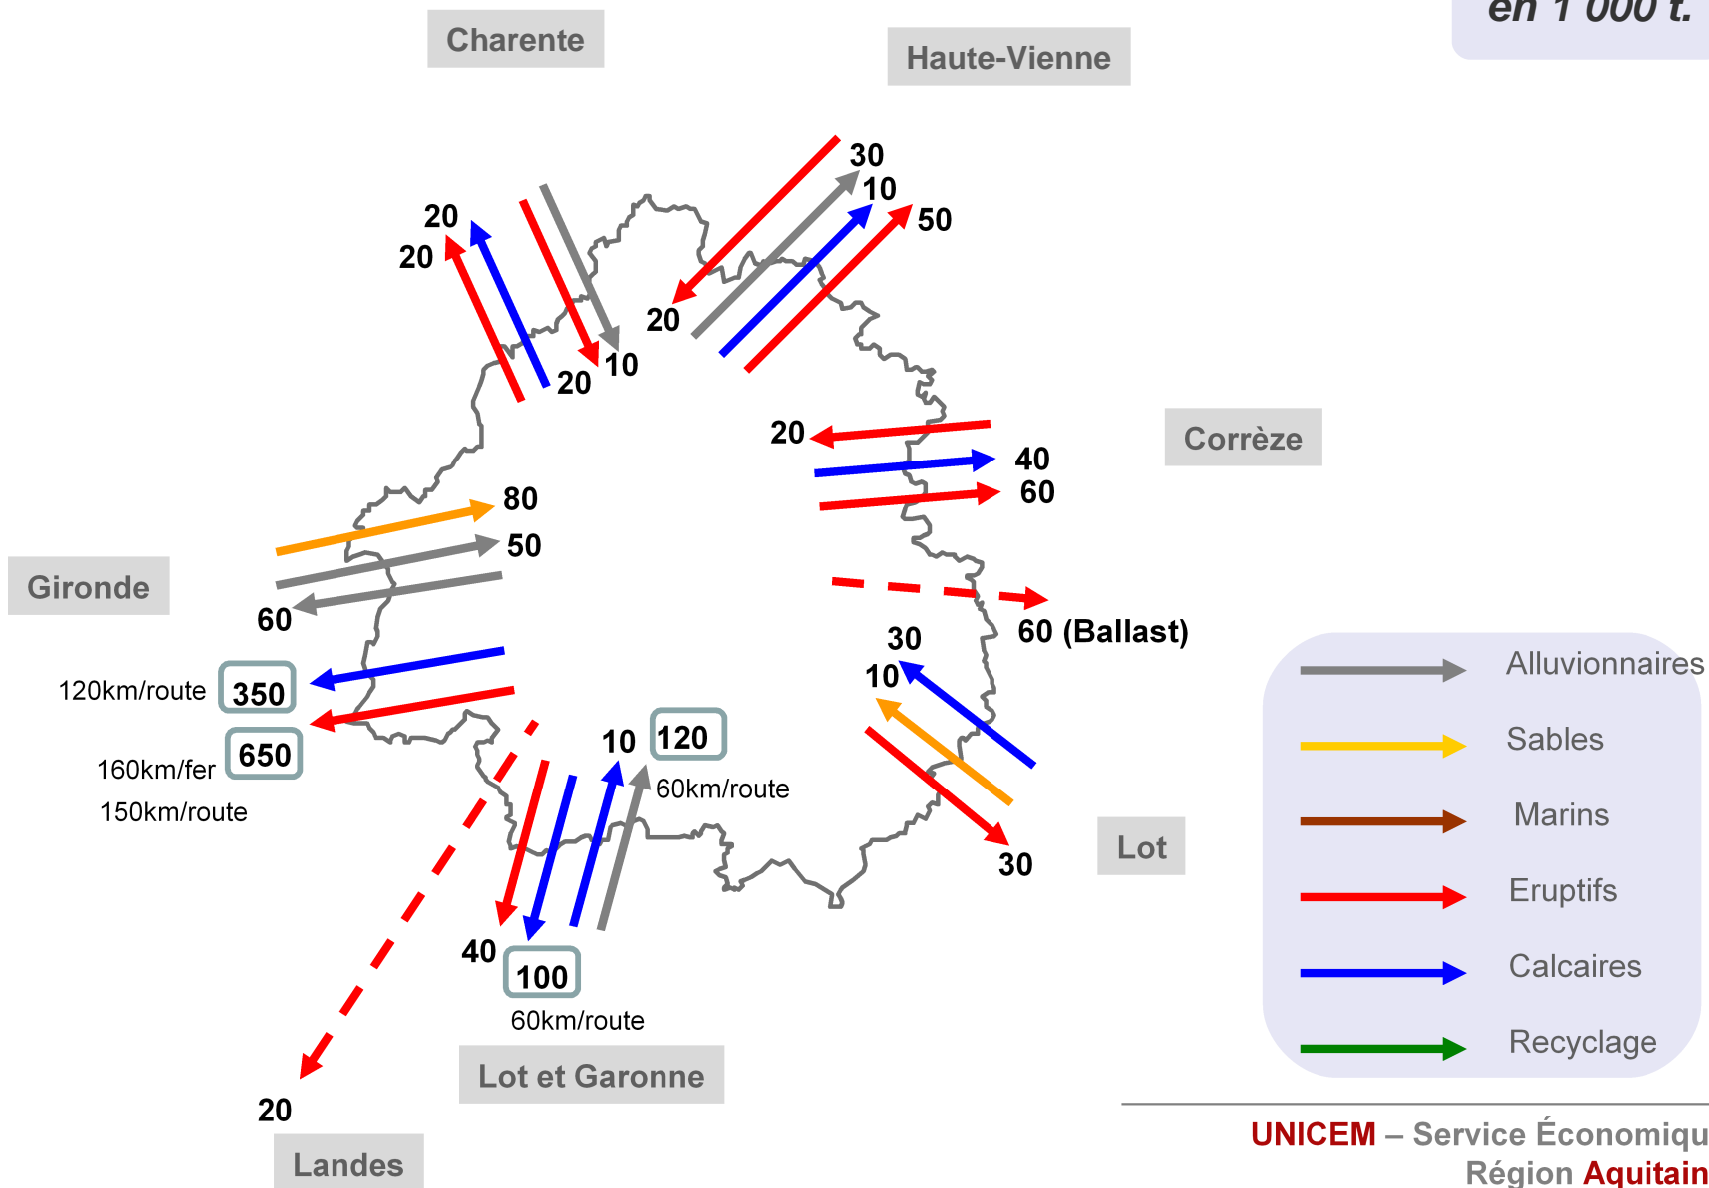 en 1 000 t.
Charente
Haute-Vienne
30
10
50
20
20
20
10
20
20
40
60
Corrèze
80
50
60
Gironde
60 (Ballast)
30
10
30
Lot
120km/route
350
650
160km/fer
150km/route
10
120
60km/route
40
100
60km/route
Lot et Garonne
20
Landes
Alluvionnaires
Sables
Marins
Eruptifs
Calcaires
Recyclage
UNICEM – Service Économiqu
Région Aquitain